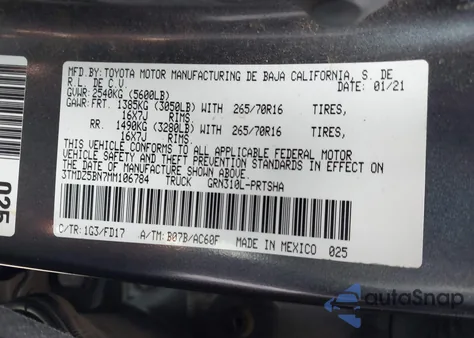 MFD.BY: TOYOTA MOTOR MANUFACTURING DE BAJA CALIFORNIA, S. DE
R.L. DE C.V. DATE: 01/21
GVWR: 2540KG (5600LB)
GAWR: FRT. 1385KG (3050LB) WITH 265/70R16 TIRES,
16X7J RIMS
RR. 1490KG (3280LB) WITH 265/70R16 TIRES,
16X7J RIMS
THIS VEHICLE CONFORMS TO ALL APPLICABLE FEDERAL MOTOR
VEHICLE SAFETY AND THEFT PREVENTION STANDARDS IN EFFECT ON
THE DATE OF MANUFACTURE SHOWN ABOVE.
3TMDZ5BN7MM106784 TRUCK GRN310L-PRTSHA
C/TR: 1G3/FD17 A/TM: B07B/AC60F MADE IN MEXICO 025
025
autoSnap